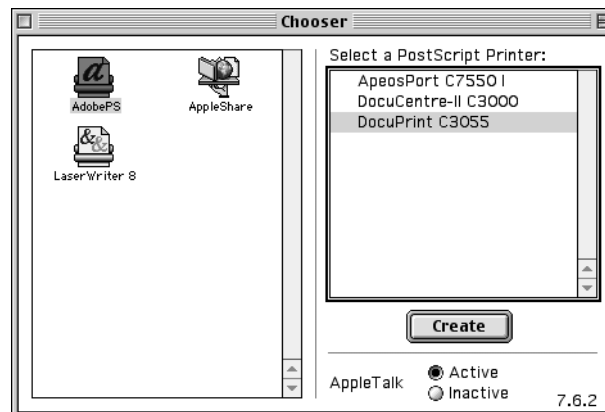 Chooser
AdobePS
AppleShare
LaserWriter 8
Select a PostScript Printer:
ApeosPort C7550 I
DocuCentre-II C3000
DocuPrint C3055
Create
AppleTalk
Active
Inactive
7.6.2